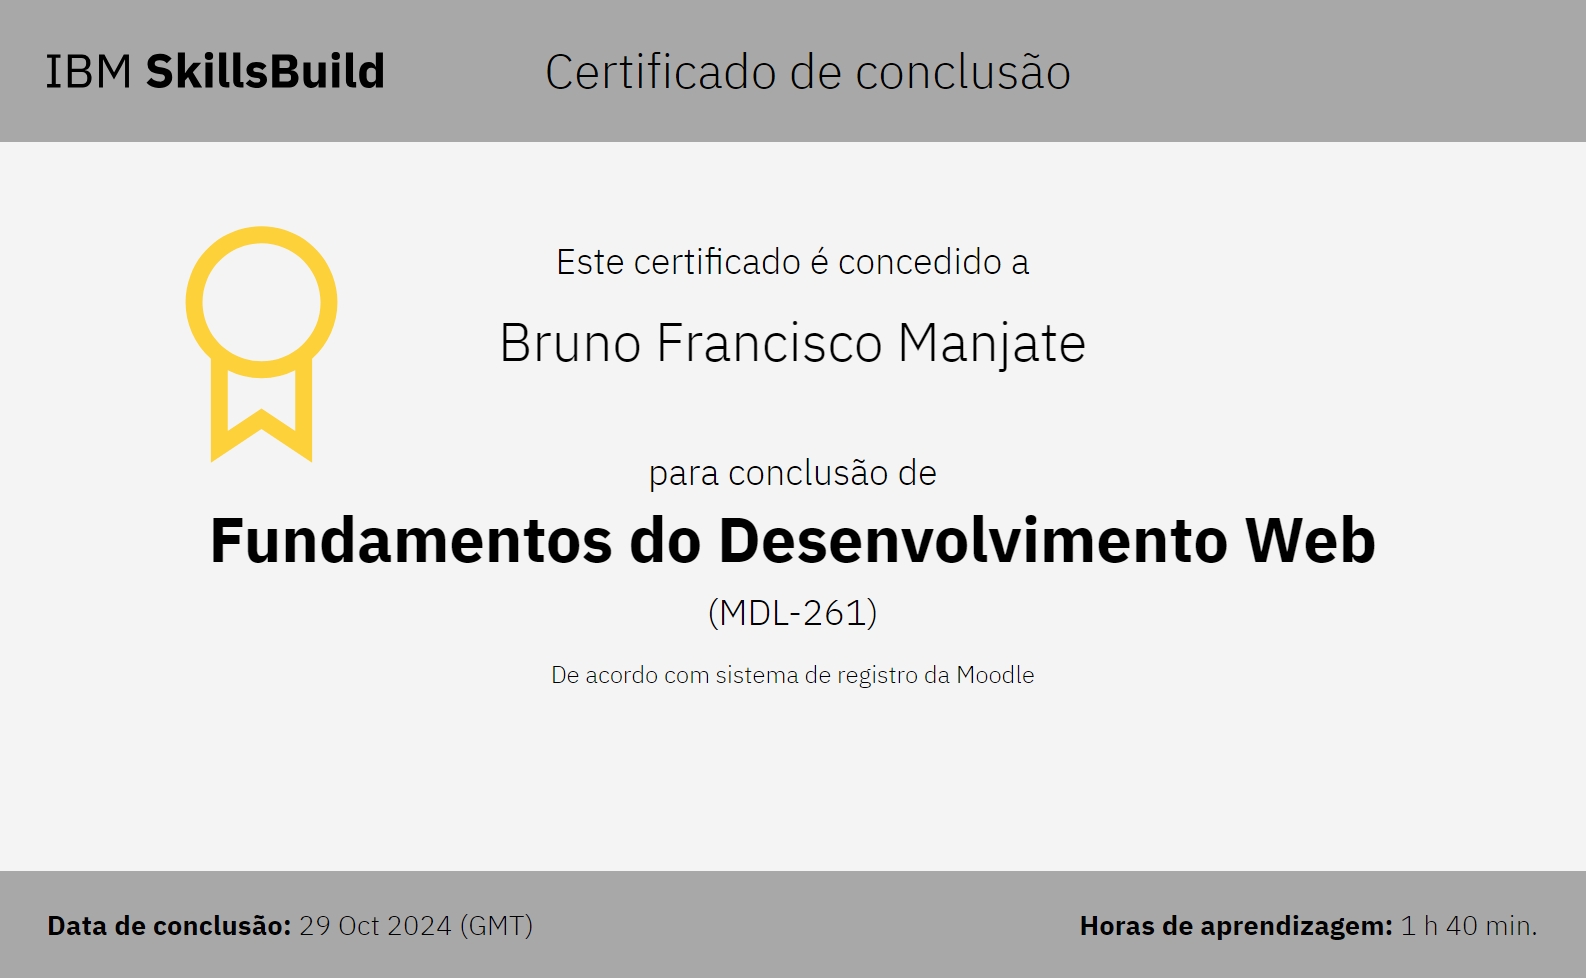 IBM SkillsBuild
Certificado de conclusão
Este certificado é concedido a
Bruno Francisco Manjate
para conclusão de
Fundamentos do Desenvolvimento Web
(MDL-261)
De acordo com sistema de registro da Moodle
Data de conclusão: 29 Oct 2024 (GMT)
Horas de aprendizagem: 1 h 40 min.